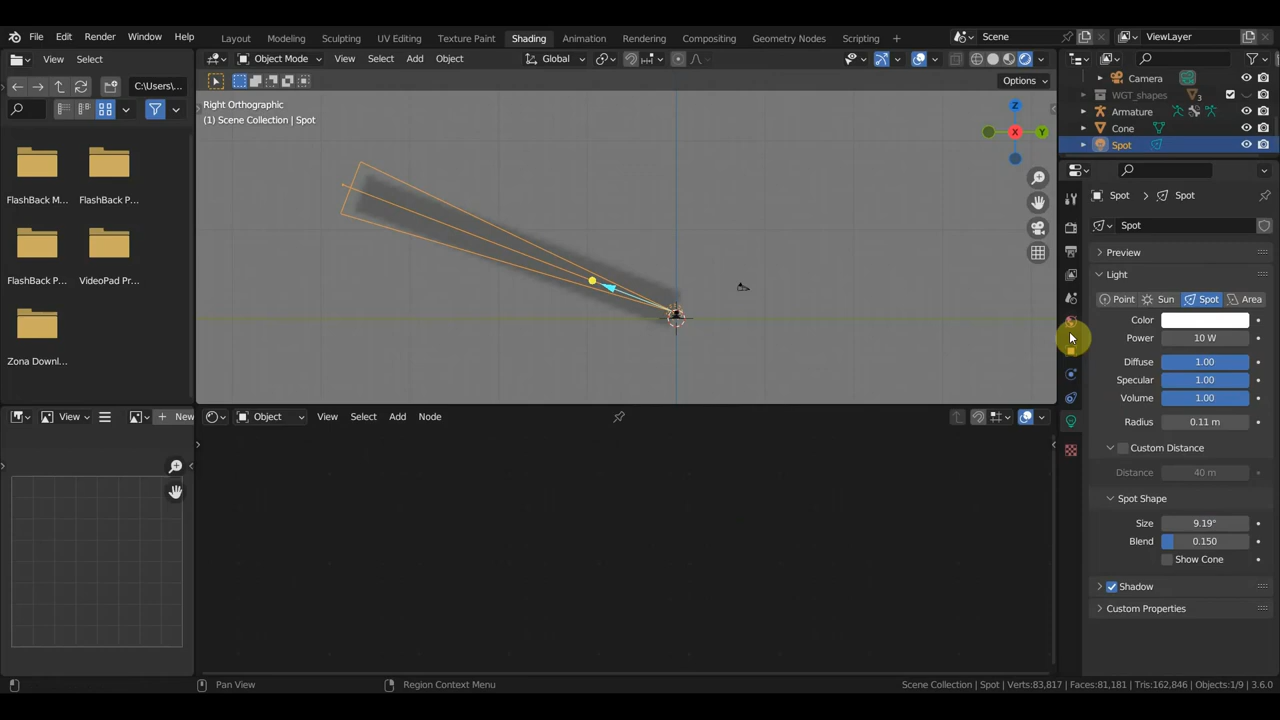 File Edit Render Window Help
Layout Modeling Sculpting UV Editing Texture Paint Shading Animation Rendering Compositing Geometry Nodes Scripting +
Scene
ViewLayer
View Select
Object Mode
View Select Add Object
Global
C:\Users\...
Options
Right Orthographic
(1) Scene Collection | Spot
Z
X
Y
Camera
WGT_shapes
3
Armature
Cone
Spot
FlashBack M...
FlashBack P...
FlashBack P...
VideoPad Pr...
Zona Downl...
Spot
Spot
Spot
Preview
Light
Point
Sun
Spot
Area
Color
Power 10 W
Diffuse 1.00
Specular 1.00
Volume 1.00
Radius 0.11 m
Custom Distance
Distance 40 m
Spot Shape
Size 9.19°
Blend 0.150
Show Cone
Shadow
Custom Properties
View
New
Object
View Select Add Node
Pan View
Region Context Menu
Scene Collection | Spot | Verts:83,817 | Faces:81,181 | Tris:162,846 | Objects:1/9 | 3.6.0